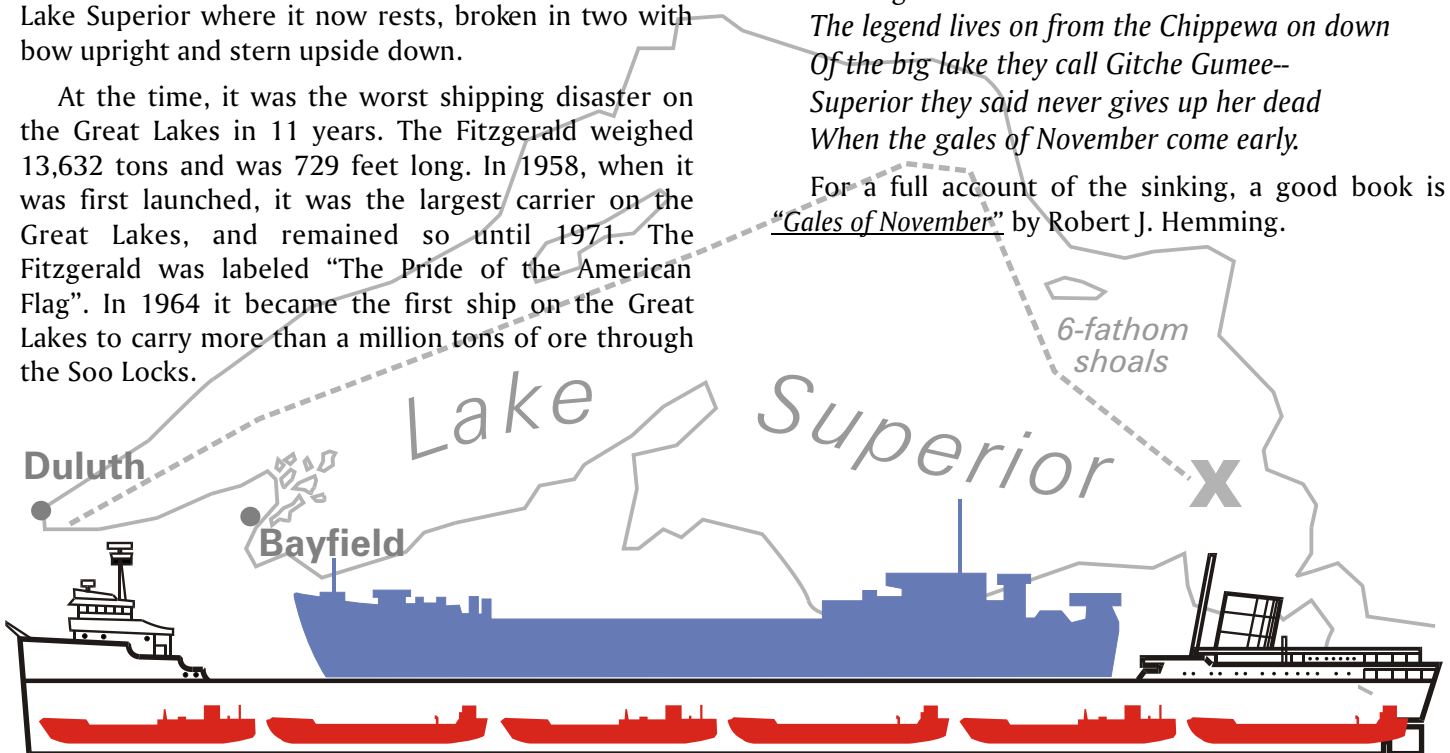 Lake Superior where it now rests, broken in two with
bow upright and stern upside down.
At the time, it was the worst shipping disaster on
the Great Lakes in 11 years. The Fitzgerald weighed
13,632 tons and was 729 feet long. In 1958, when it
was first launched, it was the largest carrier on the
Great Lakes, and remained so until 1971. The
Fitzgerald was labeled “The Pride of the American
Flag”. In 1964 it became the first ship on the Great
Lakes to carry more than a million tons of ore through
the Soo Locks.
The legend lives on from the Chippewa on down
Of the big lake they call Gitche Gumee--
Superior they said never gives up her dead
When the gales of November come early.
For a full account of the sinking, a good book is
“Gales of November” by Robert J. Hemming.
6-fathom
shoals
Lake Superior
Duluth
X
Bayfield